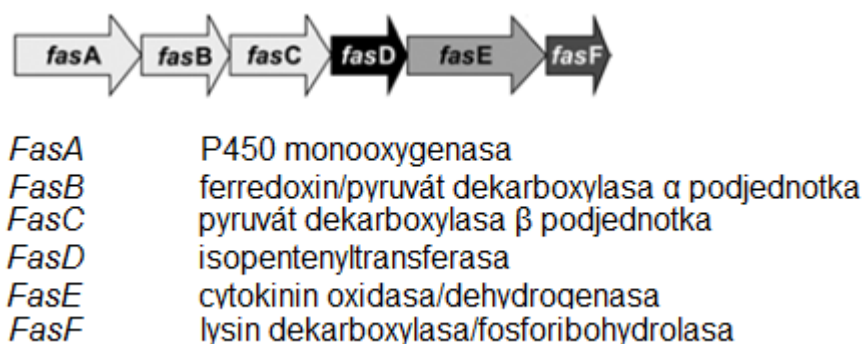 fasA fasB fasC fasD fasE fasF
FasA P450 monooxygenasa
FasB ferredoxin/pyruvát dekarboxylasa α podjednotka
FasC pyruvát dekarboxylasa β podjednotka
FasD isopentenyltransferasa
FasE cytokinin oxidasa/dehydrogenasa
FasF lysin dekarboxylasa/fosforibohydrolasa